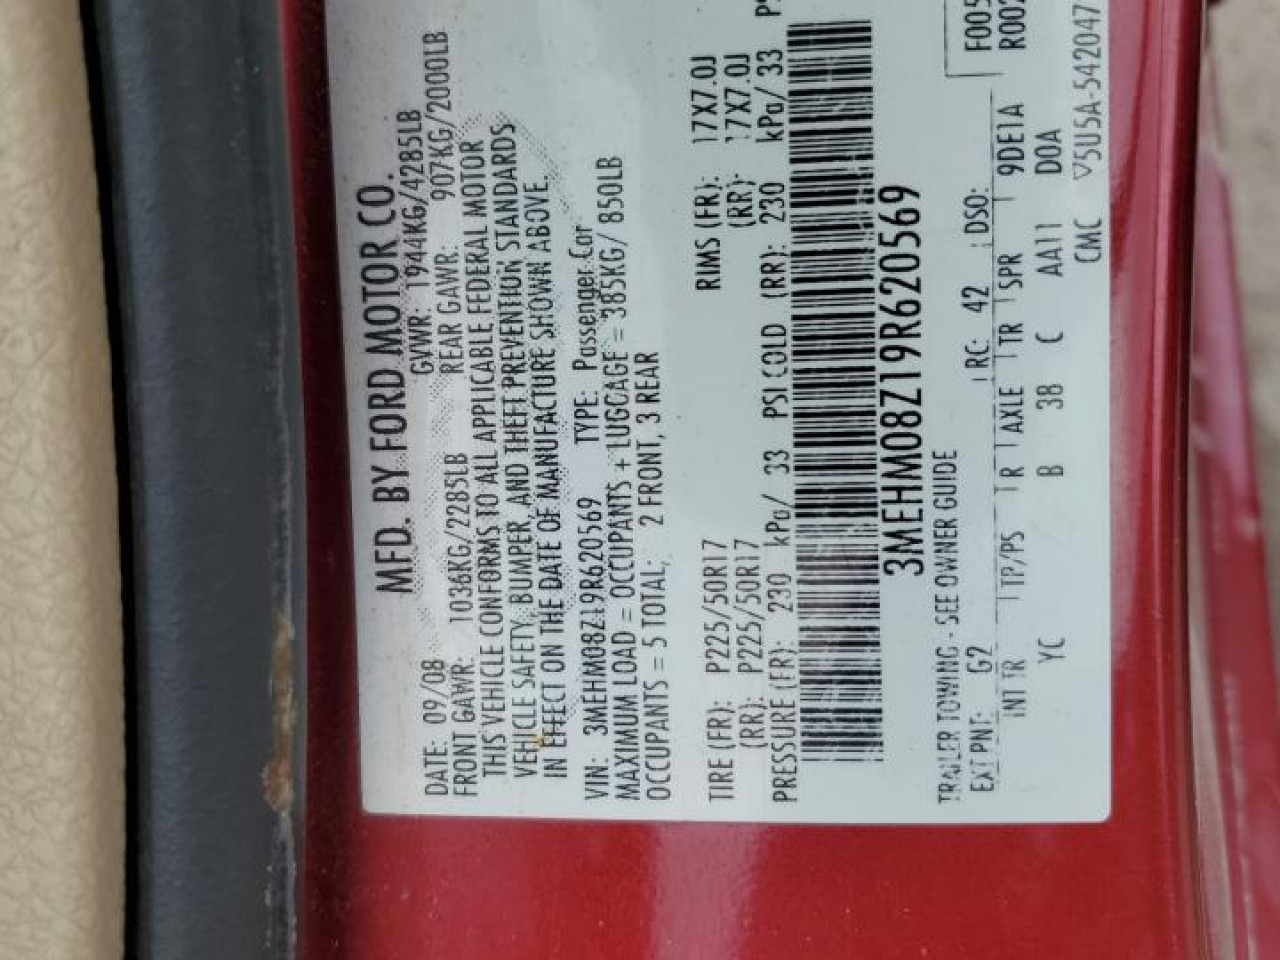 MFD. BY FORD MOTOR CO.
DATE: 09/08 GVWR: 1944KG/4285LB
FRONT GAWR: 1036KG/2285LB REAR GAWR: 907KG/2000LB
THIS VEHICLE CONFORMS TO ALL APPLICABLE FEDERAL MOTOR
VEHICLE SAFETY, BUMPER, AND THEFT PREVENTION STANDARDS
IN EFFECT ON THE DATE OF MANUFACTURE SHOWN ABOVE.
VIN: 3MEHM08Z19R620569 TYPE: Passenger Car
MAXIMUM LOAD = OCCUPANTS + LUGGAGE = 385KG/ 850LB
OCCUPANTS = 5 TOTAL; 2 FRONT, 3 REAR
TIRE (FR): P225/50R17 RIMS (FR): 17X7.0J
(RR): P225/50R17 (RR): 17X7.0J
PRESSURE (FR): 230 kPa/ 33 PSI COLD (RR): 230 kPa/ 33
3MEHM08Z19R620569
TRAILER TOWING - SEE OWNER GUIDE
F005
R002
EXT PNT: G2 RC: 42 DSO:
INT TR TP/PS R AXLE TR SPR 9DE1A
YC B 38 C AA11 D0A
CMC ▽5U5A-542047